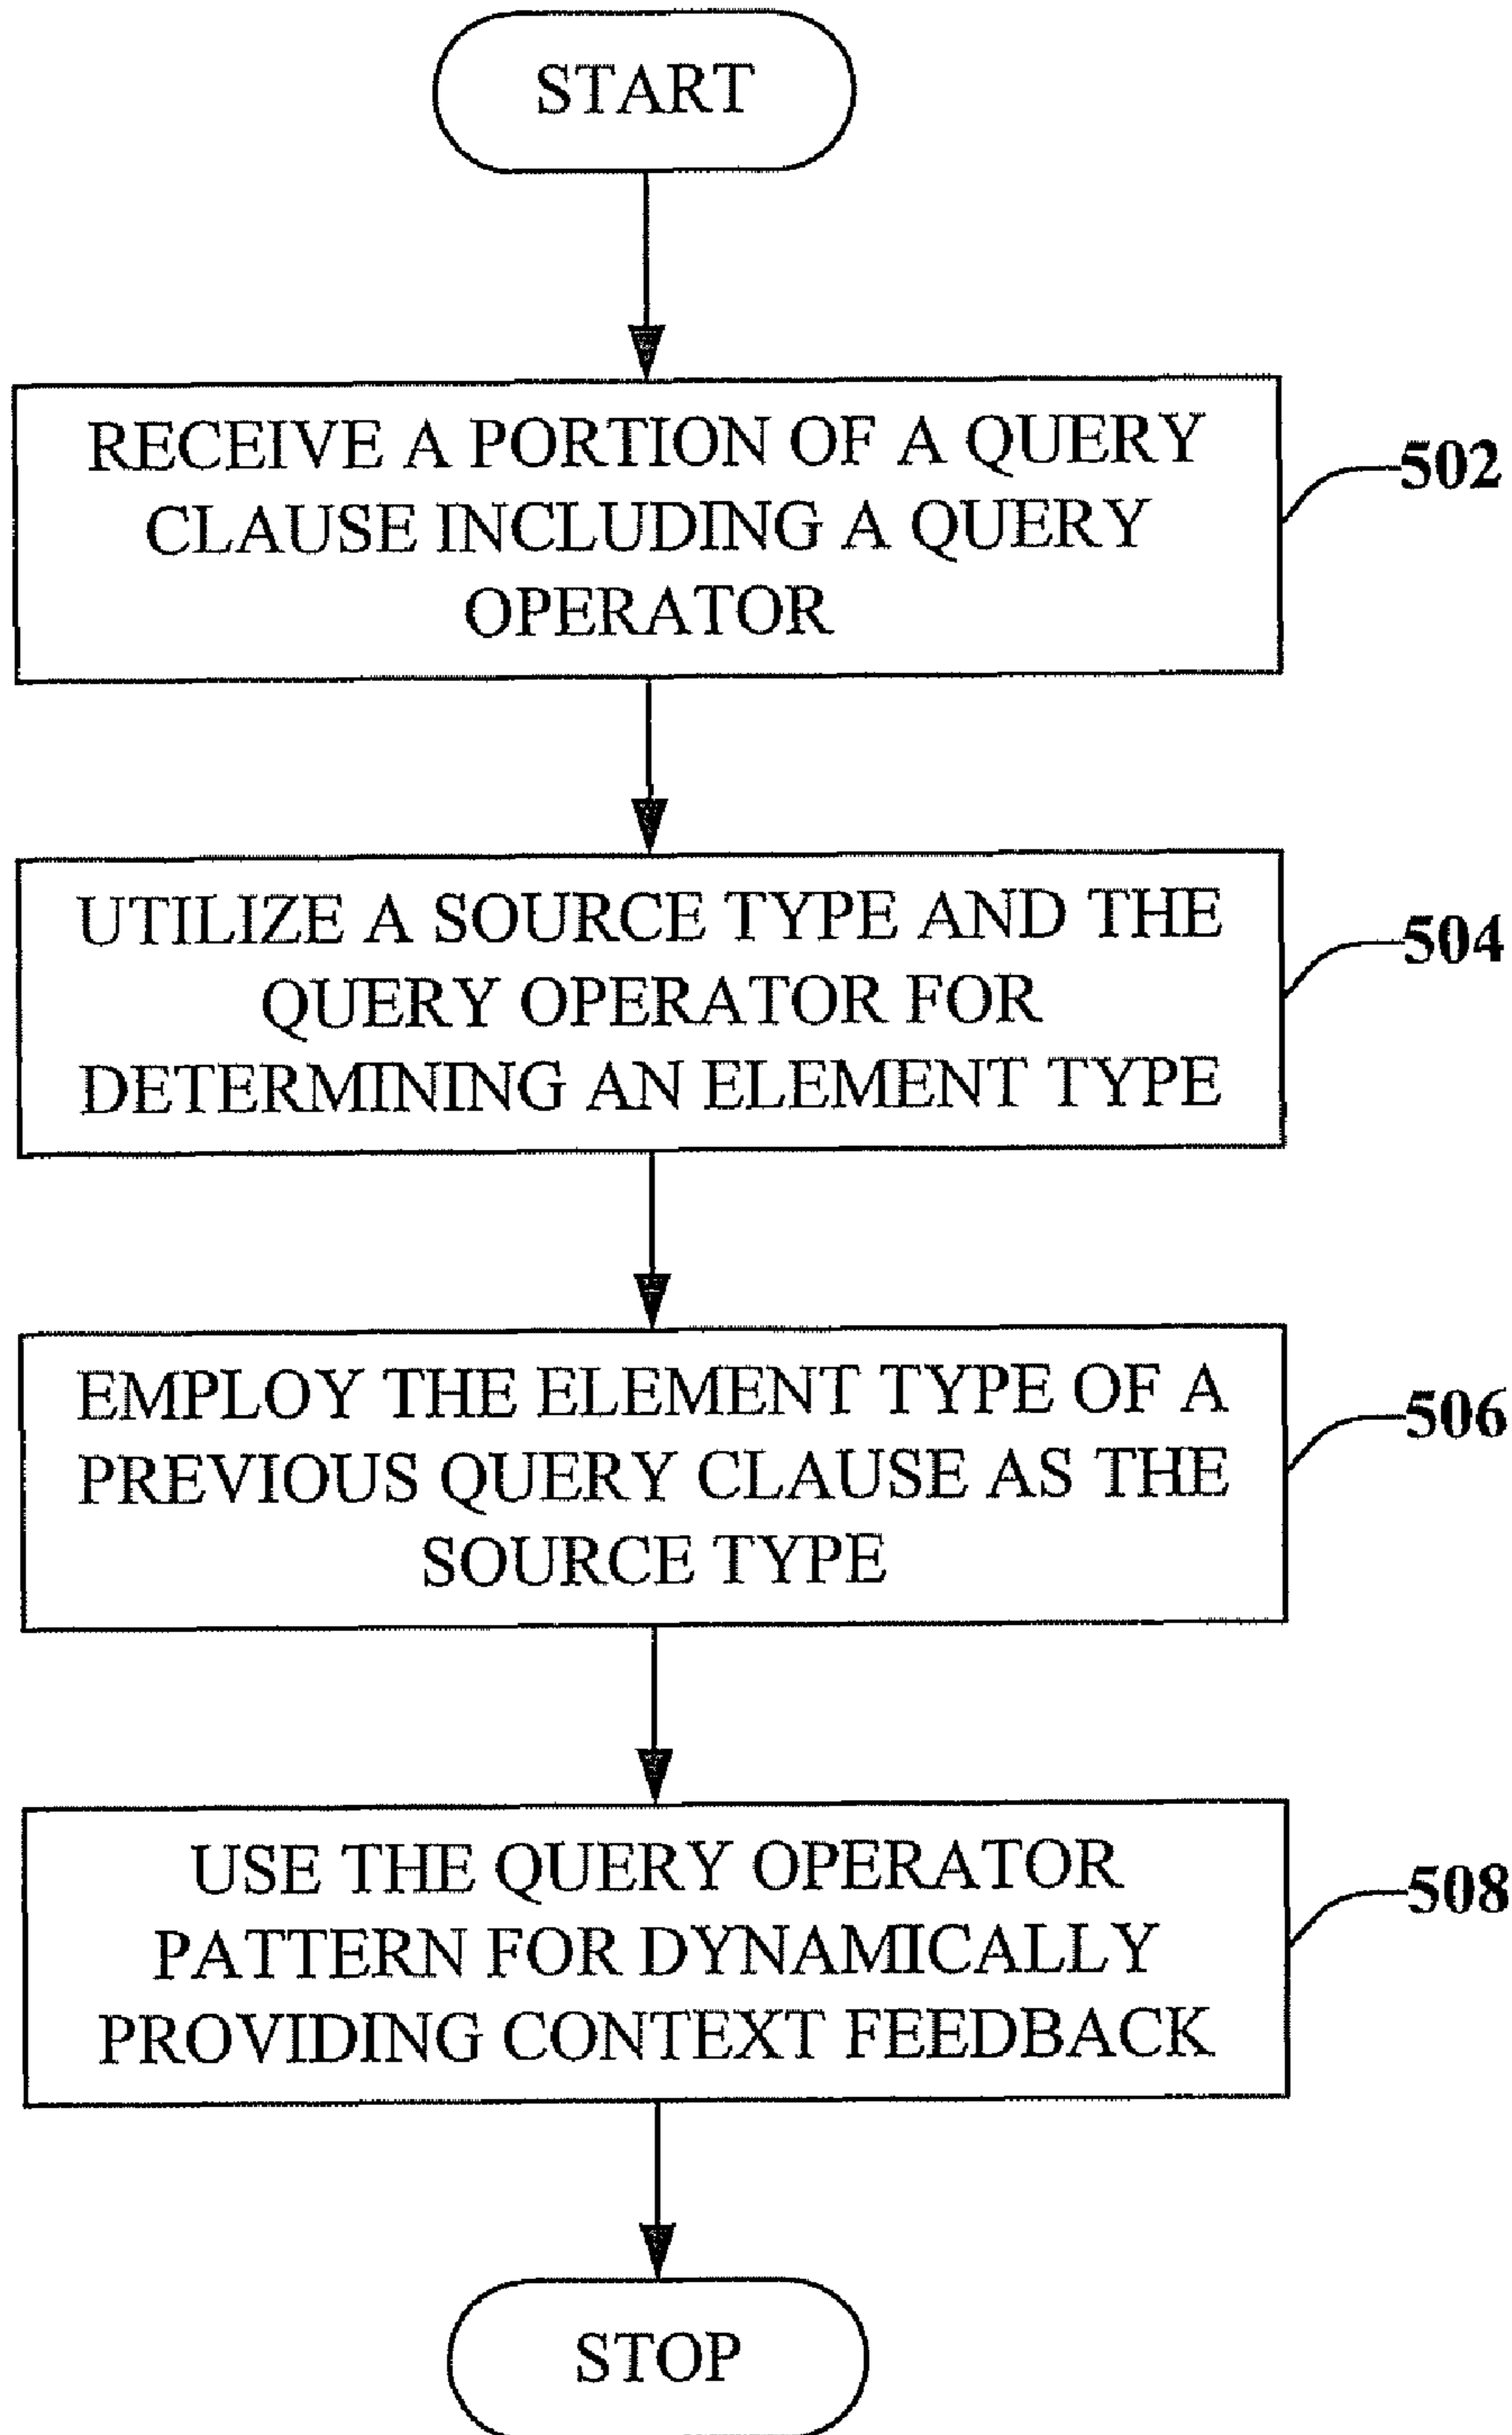 START
RECEIVE A PORTION OF A QUERY
CLAUSE INCLUDING A QUERY
OPERATOR
502
UTILIZE A SOURCE TYPE AND THE
QUERY OPERATOR FOR
DETERMINING AN ELEMENT TYPE
504
EMPLOY THE ELEMENT TYPE OF A
PREVIOUS QUERY CLAUSE AS THE
SOURCE TYPE
506
USE THE QUERY OPERATOR
PATTERN FOR DYNAMICALLY
PROVIDING CONTEXT FEEDBACK
508
STOP